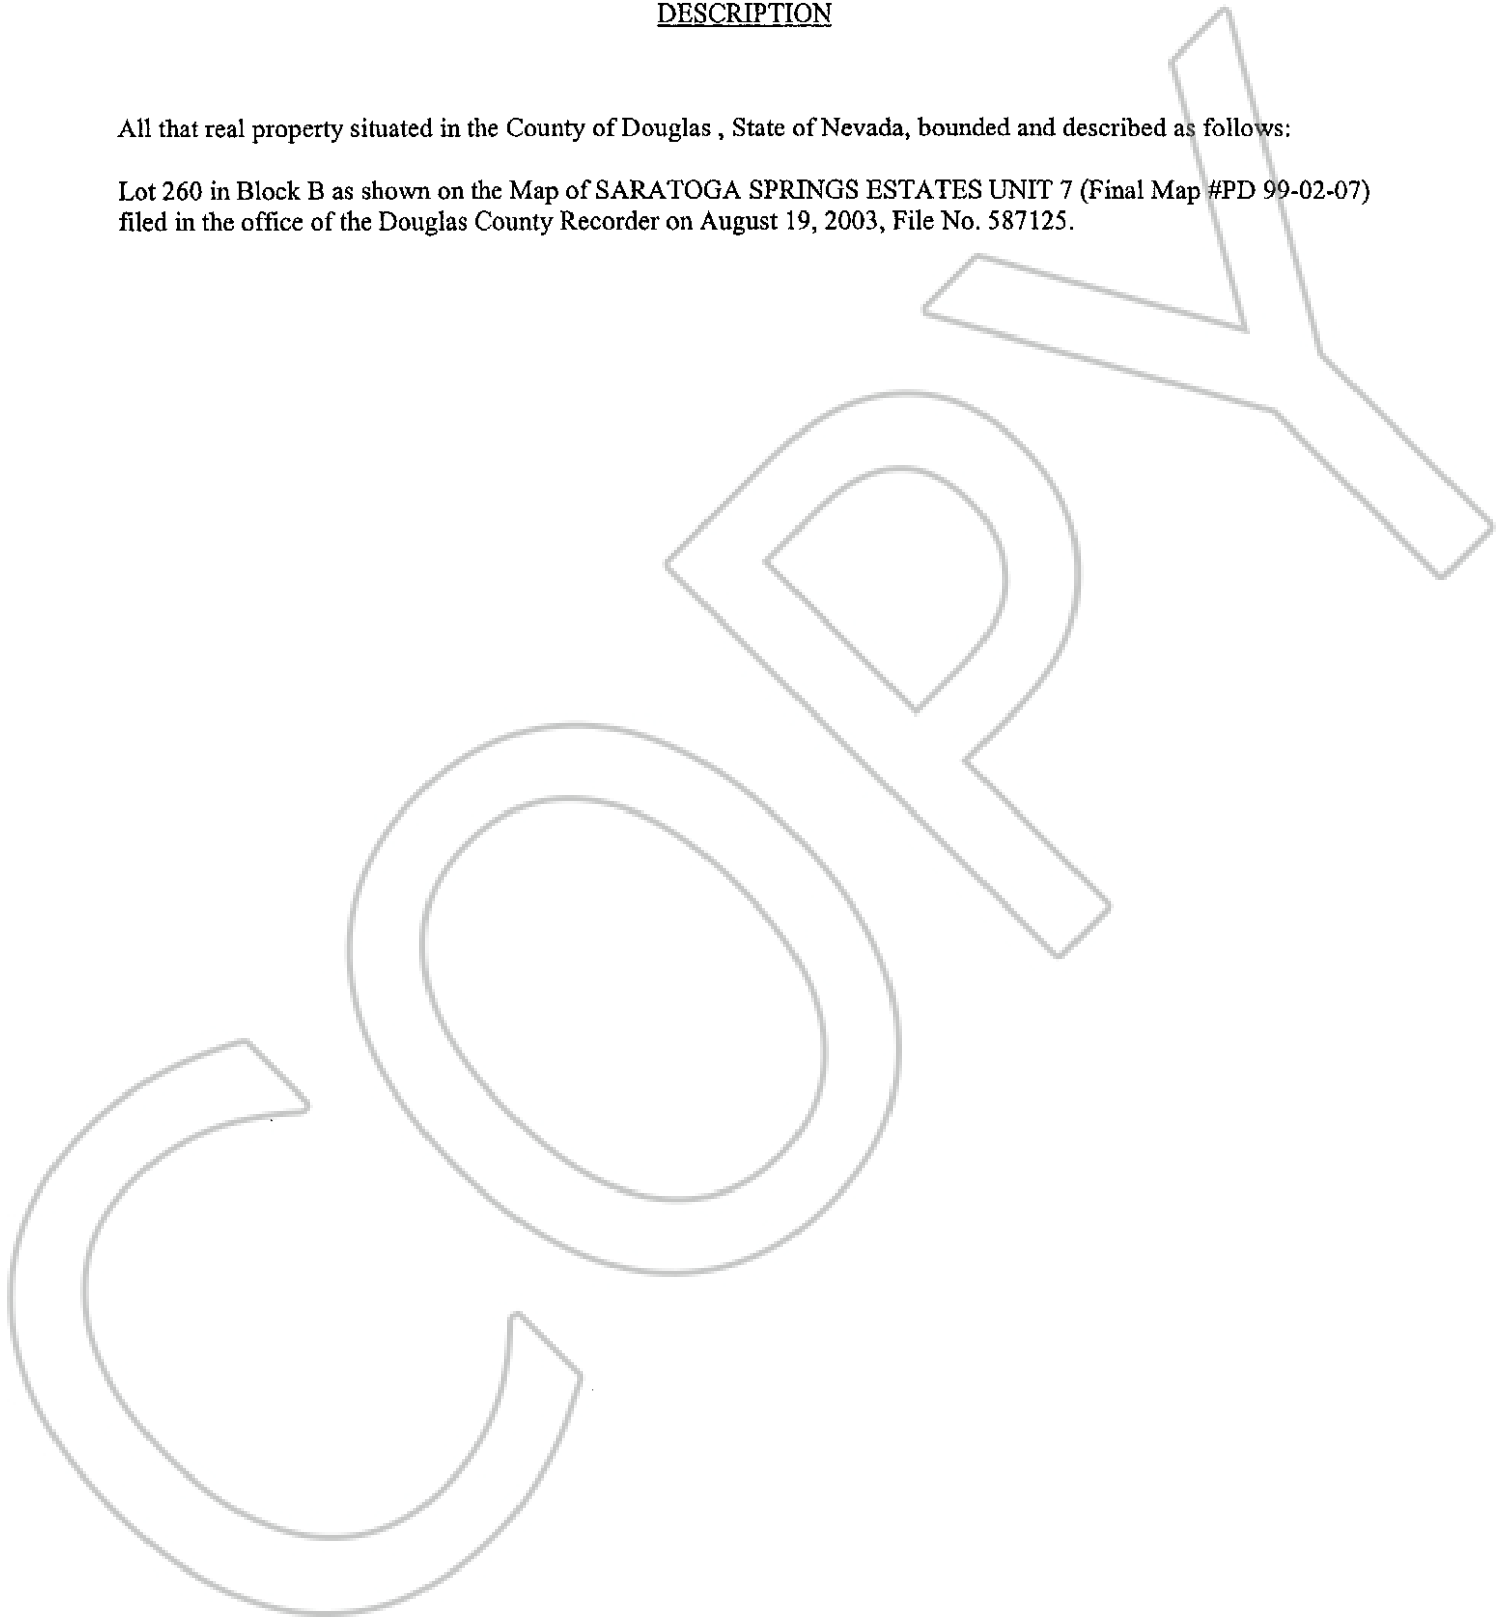 DESCRIPTION
All that real property situated in the County of Douglas , State of Nevada, bounded and described as follows:
Lot 260 in Block B as shown on the Map of SARATOGA SPRINGS ESTATES UNIT 7 (Final Map #PD 99-02-07)
filed in the office of the Douglas County Recorder on August 19, 2003, File No. 587125.
COPY